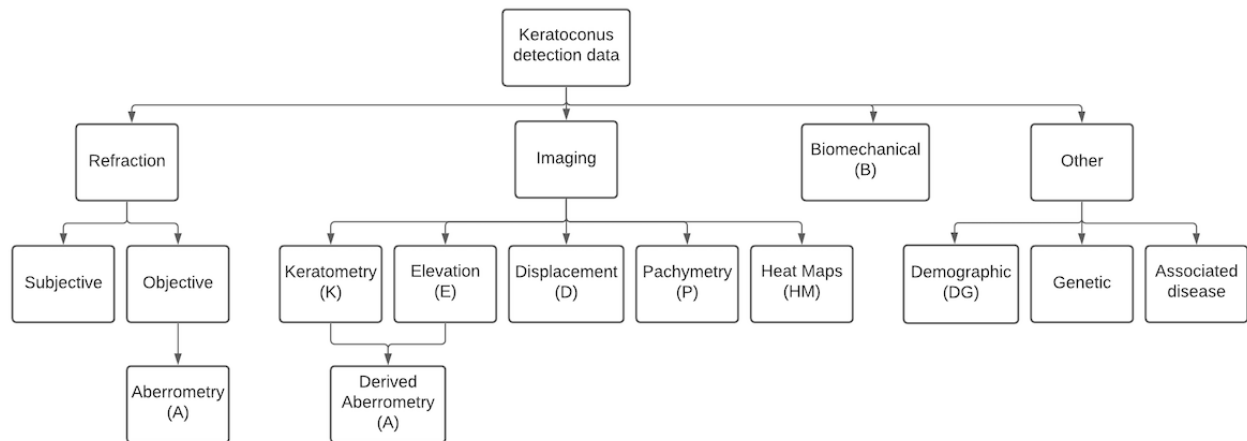 Keratoconus
detection data
Refraction
Imaging
Biomechanical
(B)
Other
Subjective
Objective
Keratometry
(K)
Elevation
(E)
Displacement
(D)
Pachymetry
(P)
Heat Maps
(HM)
Demographic
(DG)
Genetic
Associated
disease
Aberrometry
(A)
Derived
Aberrometry
(A)